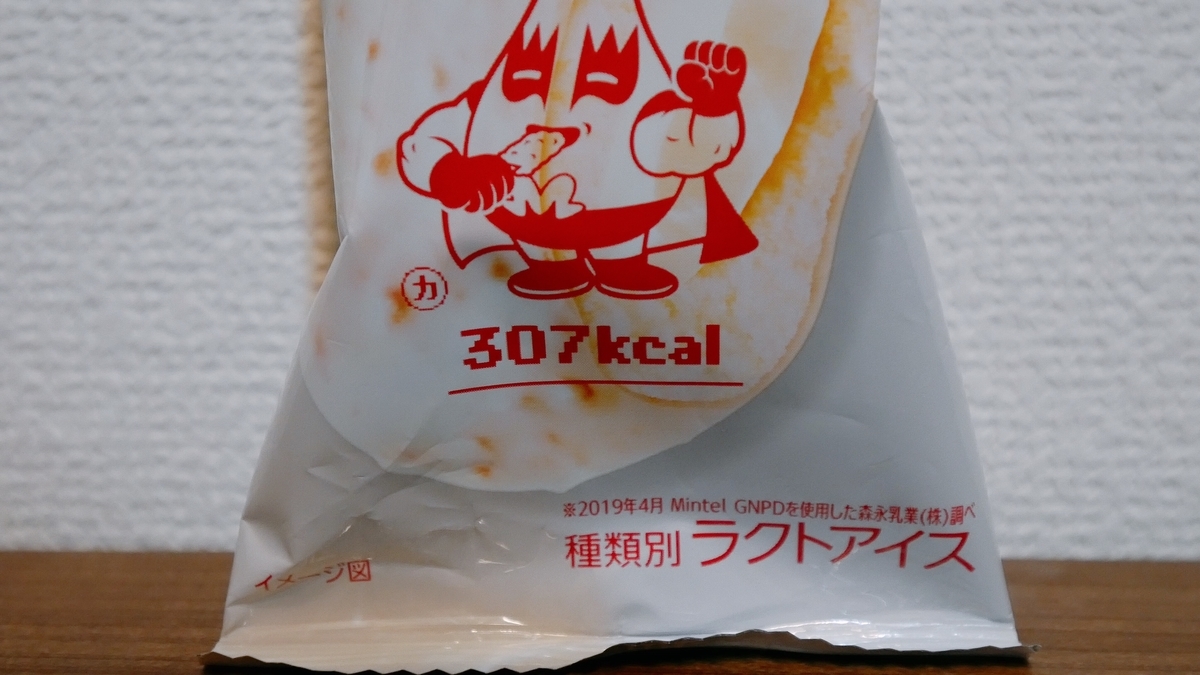 カ
307kcal
※2019年4月 Mintel GNPDを使用した森永乳業(株)調べ
種類別 ラクトアイス
イメージ図